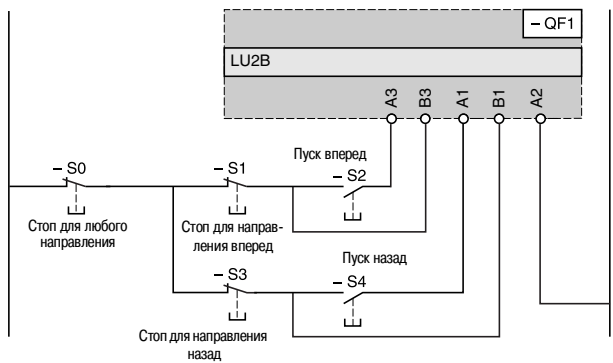 – QF1
LU2B
A3 B3 A1 B1 A2
Пуск вперед
– S0
– S1
– S2
Стоп для любого
направления
Стоп для направ-
ления вперед
Пуск назад
– S3
– S4
Стоп для направления
назад